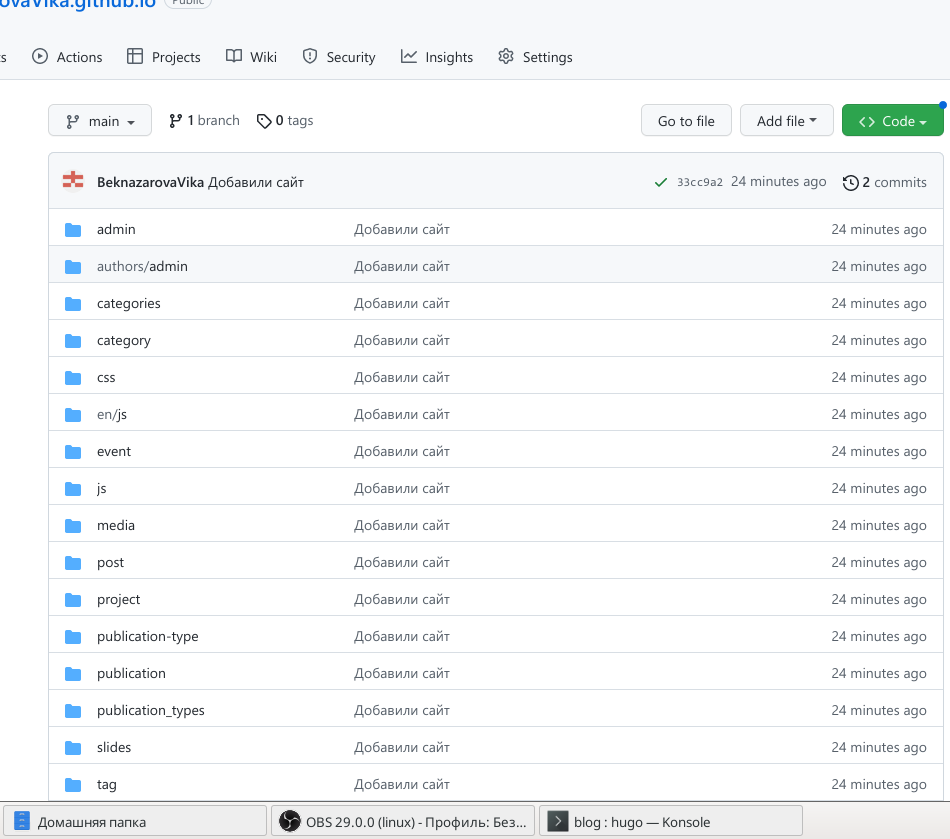 ovaVika.github.io Public
s Actions Projects Wiki Security Insights Settings
main 1 branch 0 tags Go to file Add file <> Code
BeknazarovaVika Добавили сайт 33cc9a2 24 minutes ago 2 commits
admin Добавили сайт 24 minutes ago
authors/admin Добавили сайт 24 minutes ago
categories Добавили сайт 24 minutes ago
category Добавили сайт 24 minutes ago
css Добавили сайт 24 minutes ago
en/js Добавили сайт 24 minutes ago
event Добавили сайт 24 minutes ago
js Добавили сайт 24 minutes ago
media Добавили сайт 24 minutes ago
post Добавили сайт 24 minutes ago
project Добавили сайт 24 minutes ago
publication-type Добавили сайт 24 minutes ago
publication Добавили сайт 24 minutes ago
publication_types Добавили сайт 24 minutes ago
slides Добавили сайт 24 minutes ago
tag Добавили сайт 24 minutes ago
Домашняя папка OBS 29.0.0 (linux) - Профиль: Без... blog : hugo — Konsole